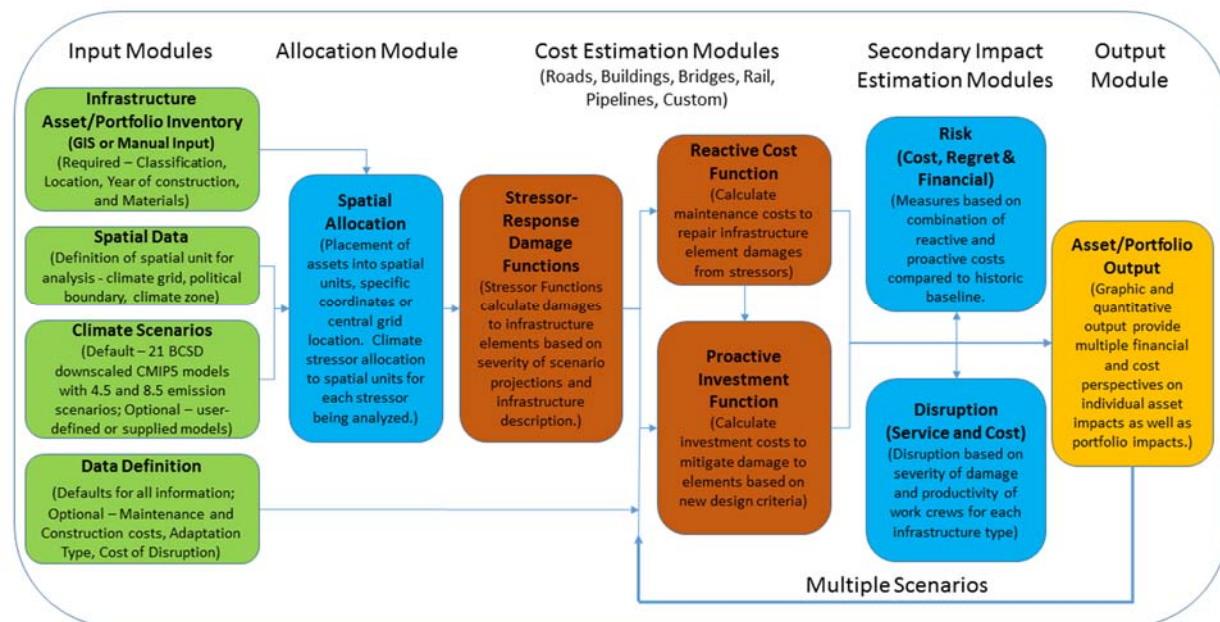 Input Modules
Allocation Module
Cost Estimation Modules
(Roads, Buildings, Bridges, Rail,
Pipelines, Custom)
Secondary Impact
Estimation Modules
Output
Module
Infrastructure
Asset/Portfolio Inventory
(GIS or Manual Input)
(Required – Classification,
Location, Year of construction,
and Materials)
Spatial Data
(Definition of spatial unit for
analysis - climate grid, political
boundary, climate zone)
Climate Scenarios
(Default – 21 BCSD
downscaled CMIP5 models
with 4.5 and 8.5 emission
scenarios; Optional – user-
defined or supplied models)
Data Definition
(Defaults for all information;
Optional – Maintenance and
Construction costs, Adaptation
Type, Cost of Disruption)
Spatial
Allocation
(Placement of
assets into spatial
units, specific
coordinates or
central grid
location. Climate
stressor allocation
to spatial units for
each stressor
being analyzed.)
Stressor-
Response
Damage
Functions
(Stressor Functions
calculate damages
to infrastructure
elements based on
severity of scenario
projections and
infrastructure
description.)
Reactive Cost
Function
(Calculate
maintenance costs to
repair infrastructure
element damages
from stressors)
Proactive
Investment
Function
(Calculate
investment costs to
mitigate damage to
elements based on
new design criteria)
Risk
(Cost, Regret &
Financial)
(Measures based on
combination of
reactive and
proactive costs
compared to historic
baseline.
Disruption
(Service and Cost)
(Disruption based on
severity of damage
and productivity of
work crews for each
infrastructure type)
Asset/Portfolio
Output
(Graphic and
quantitative
output provide
multiple financial
and cost
perspectives on
individual asset
impacts as well as
portfolio impacts.)
Multiple Scenarios